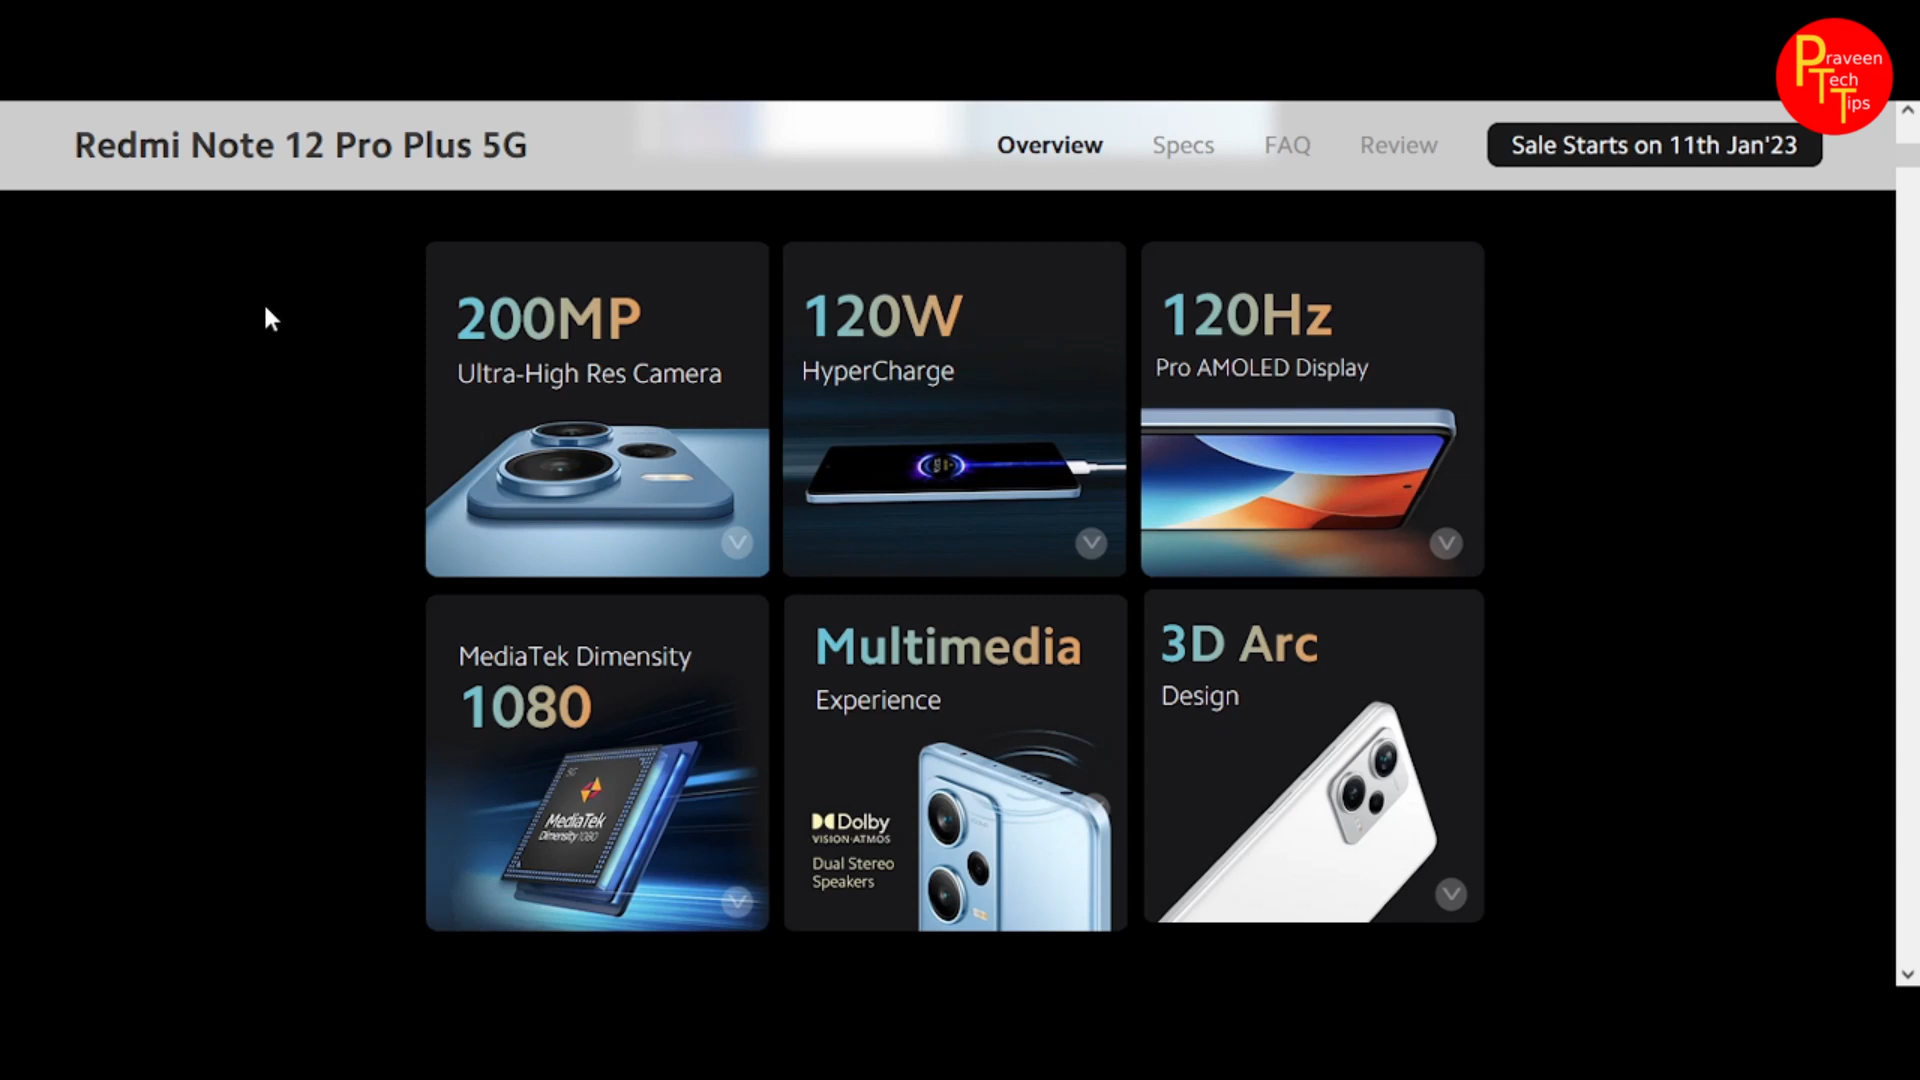 Praveen
Tech
Tips
Redmi Note 12 Pro Plus 5G
Overview
Specs
FAQ
Review
Sale Starts on 11th Jan'23
200MP
Ultra-High Res Camera
120W
HyperCharge
120Hz
Pro AMOLED Display
MediaTek Dimensity
1080
MediaTek
Dimensity 1080
Multimedia
Experience
Dolby
VISION·ATMOS
Dual Stereo
Speakers
3D Arc
Design